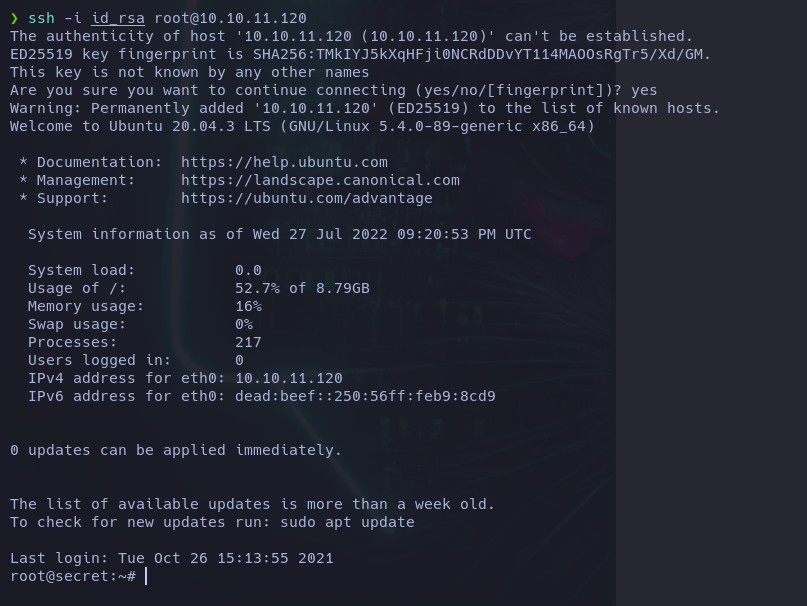 ❯ ssh -i id_rsa root@10.10.11.120
The authenticity of host '10.10.11.120 (10.10.11.120)' can't be established.
ED25519 key fingerprint is SHA256:TMkIYJ5kXqHFji0NCRdDDvYT114MAOOsRgTr5/Xd/GM.
This key is not known by any other names
Are you sure you want to continue connecting (yes/no/[fingerprint])? yes
Warning: Permanently added '10.10.11.120' (ED25519) to the list of known hosts.
Welcome to Ubuntu 20.04.3 LTS (GNU/Linux 5.4.0-89-generic x86_64)
* Documentation:  https://help.ubuntu.com
* Management:     https://landscape.canonical.com
* Support:        https://ubuntu.com/advantage
System information as of Wed 27 Jul 2022 09:20:53 PM UTC
System load:           0.0
Usage of /:            52.7% of 8.79GB
Memory usage:          16%
Swap usage:            0%
Processes:             217
Users logged in:       0
IPv4 address for eth0: 10.10.11.120
IPv6 address for eth0: dead:beef::250:56ff:feb9:8cd9
0 updates can be applied immediately.
The list of available updates is more than a week old.
To check for new updates run: sudo apt update
Last login: Tue Oct 26 15:13:55 2021
root@secret:~#